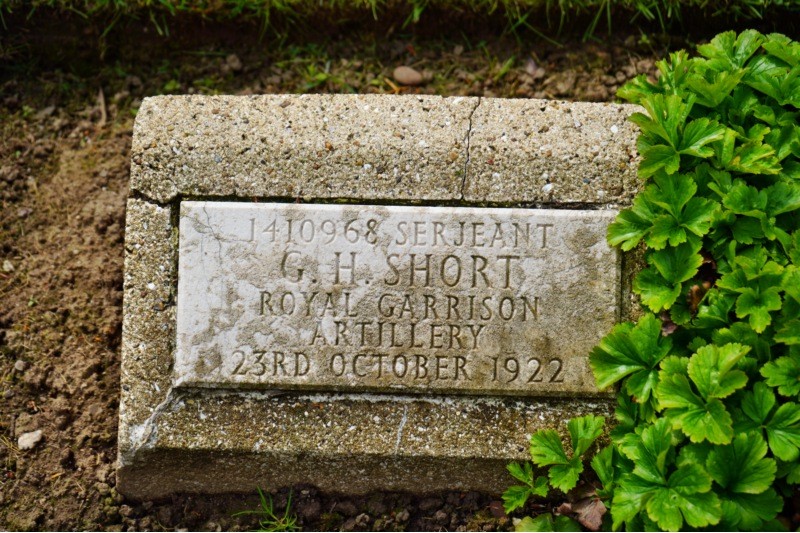 1410968 SERJEANT
G. H. SHORT
ROYAL GARRISON
ARTILLERY
23RD OCTOBER 1922